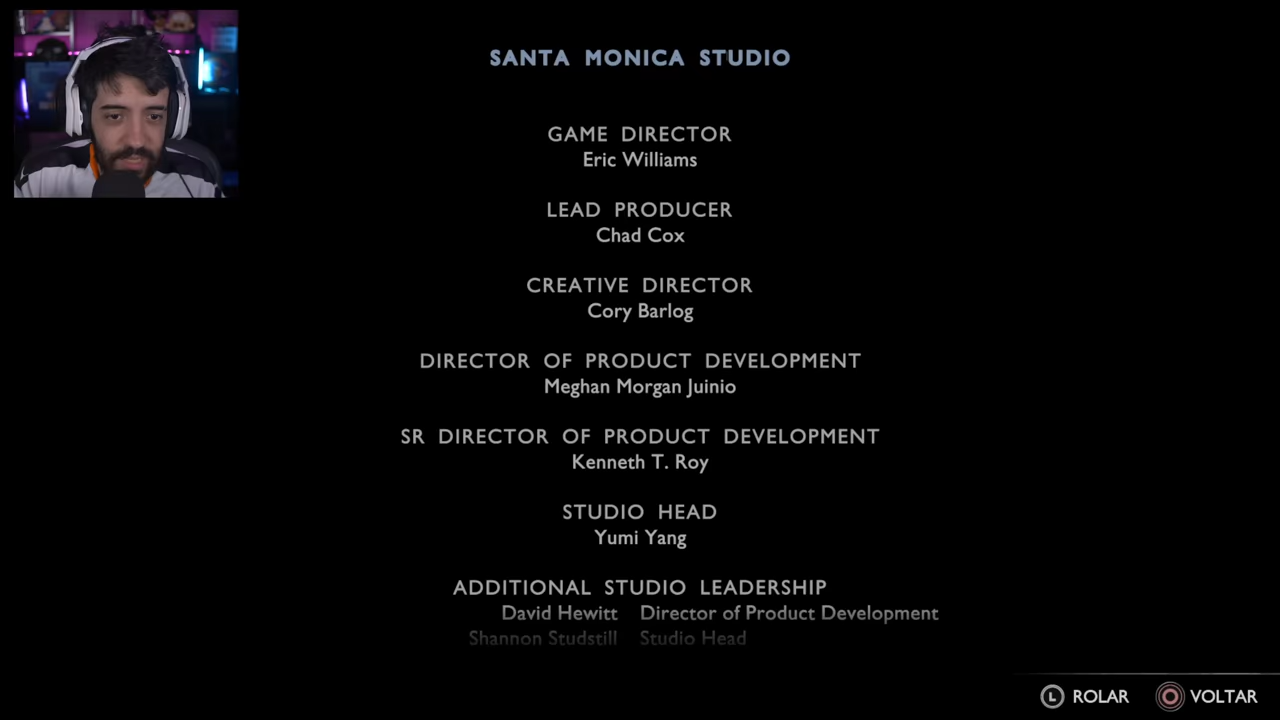 SANTA MONICA STUDIO
GAME DIRECTOR
Eric Williams
LEAD PRODUCER
Chad Cox
CREATIVE DIRECTOR
Cory Barlog
DIRECTOR OF PRODUCT DEVELOPMENT
Meghan Morgan Juinio
SR DIRECTOR OF PRODUCT DEVELOPMENT
Kenneth T. Roy
STUDIO HEAD
Yumi Yang
ADDITIONAL STUDIO LEADERSHIP
David Hewitt Director of Product Development
Shannon Studstill Studio Head
L ROLAR VOLTAR